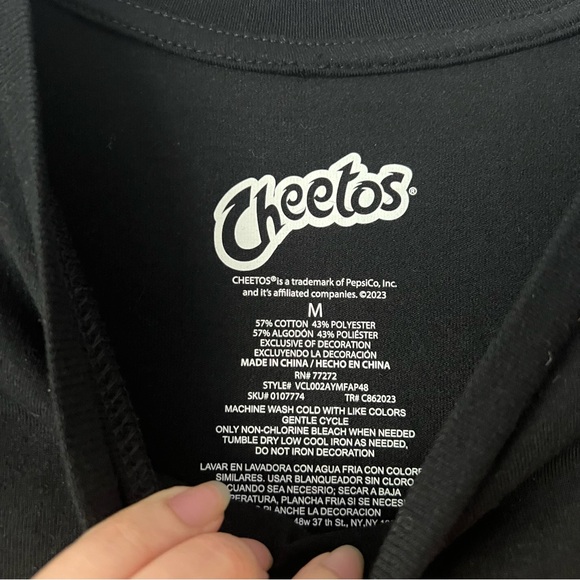 Cheetos®
CHEETOS® is a trademark of PepsiCo, Inc.
and it's affiliated companies. ©2023
M
57% COTTON 43% POLYESTER
57% ALGODÓN 43% POLIÉSTER
EXCLUSIVE OF DECORATION
EXCLUYENDO LA DECORACIÓN
MADE IN CHINA / HECHO EN CHINA
RN# 77272
STYLE# VCL002AYMFAP48
SKU# 0107774 TR# C862023
MACHINE WASH COLD WITH LIKE COLORS
GENTLE CYCLE
ONLY NON-CHLORINE BLEACH WHEN NEEDED
TUMBLE DRY LOW COOL IRON AS NEEDED,
DO NOT IRON DECORATION
LAVAR EN LAVADORA CON AGUA FRIA CON COLORE
SIMILARES. USAR BLANQUEADOR SIN CLORO
CUANDO SEA NECESRIO; SECAR A BAJA
PERATURA, PLANCHA FRIA SI ES NECESA
PLANCHE LA DECORACION
48w 37 th St., NY, NY